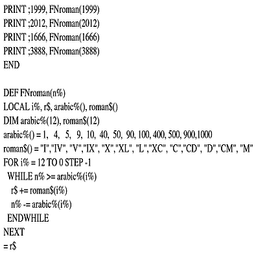 PRINT ;1999, FNroman(1999)
PRINT ;2012, FNroman(2012)
PRINT ;1666, FNroman(1666)
PRINT ;3888, FNroman(3888)
END

DEF FNroman(n%)
LOCAL i%, r$, arabic%(), roman$()
DIM arabic%(12), roman$(12)
arabic%() = 1, 4, 5, 9, 10, 40, 50, 90, 100, 400, 500, 900,1000
roman$() = "I","IV", "V","IX", "X","XL", "L","XC", "C","CD", "D","CM", "M"
FOR i% = 12 TO 0 STEP -1
WHILE n% >= arabic%(i%)
r$ += roman$(i%)
n% -= arabic%(i%)
ENDWHILE
NEXT
= r$